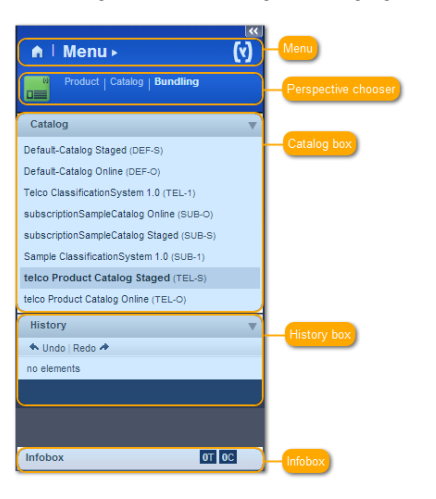 «
Menu
Menu
Product | Catalog | Bundling
Perspective chooser
Catalog
Catalog box
Default-Catalog Staged (DEF-S)
Default-Catalog Online (DEF-O)
Telco ClassificationSystem 1.0 (TEL-1)
subscriptionSampleCatalog Online (SUB-O)
subscriptionSampleCatalog Staged (SUB-S)
Sample ClassificationSystem 1.0 (SUB-1)
telco Product Catalog Staged (TEL-S)
telco Product Catalog Online (TEL-O)
History
History box
Undo | Redo
no elements
Infobox
0T 0C
Infobox